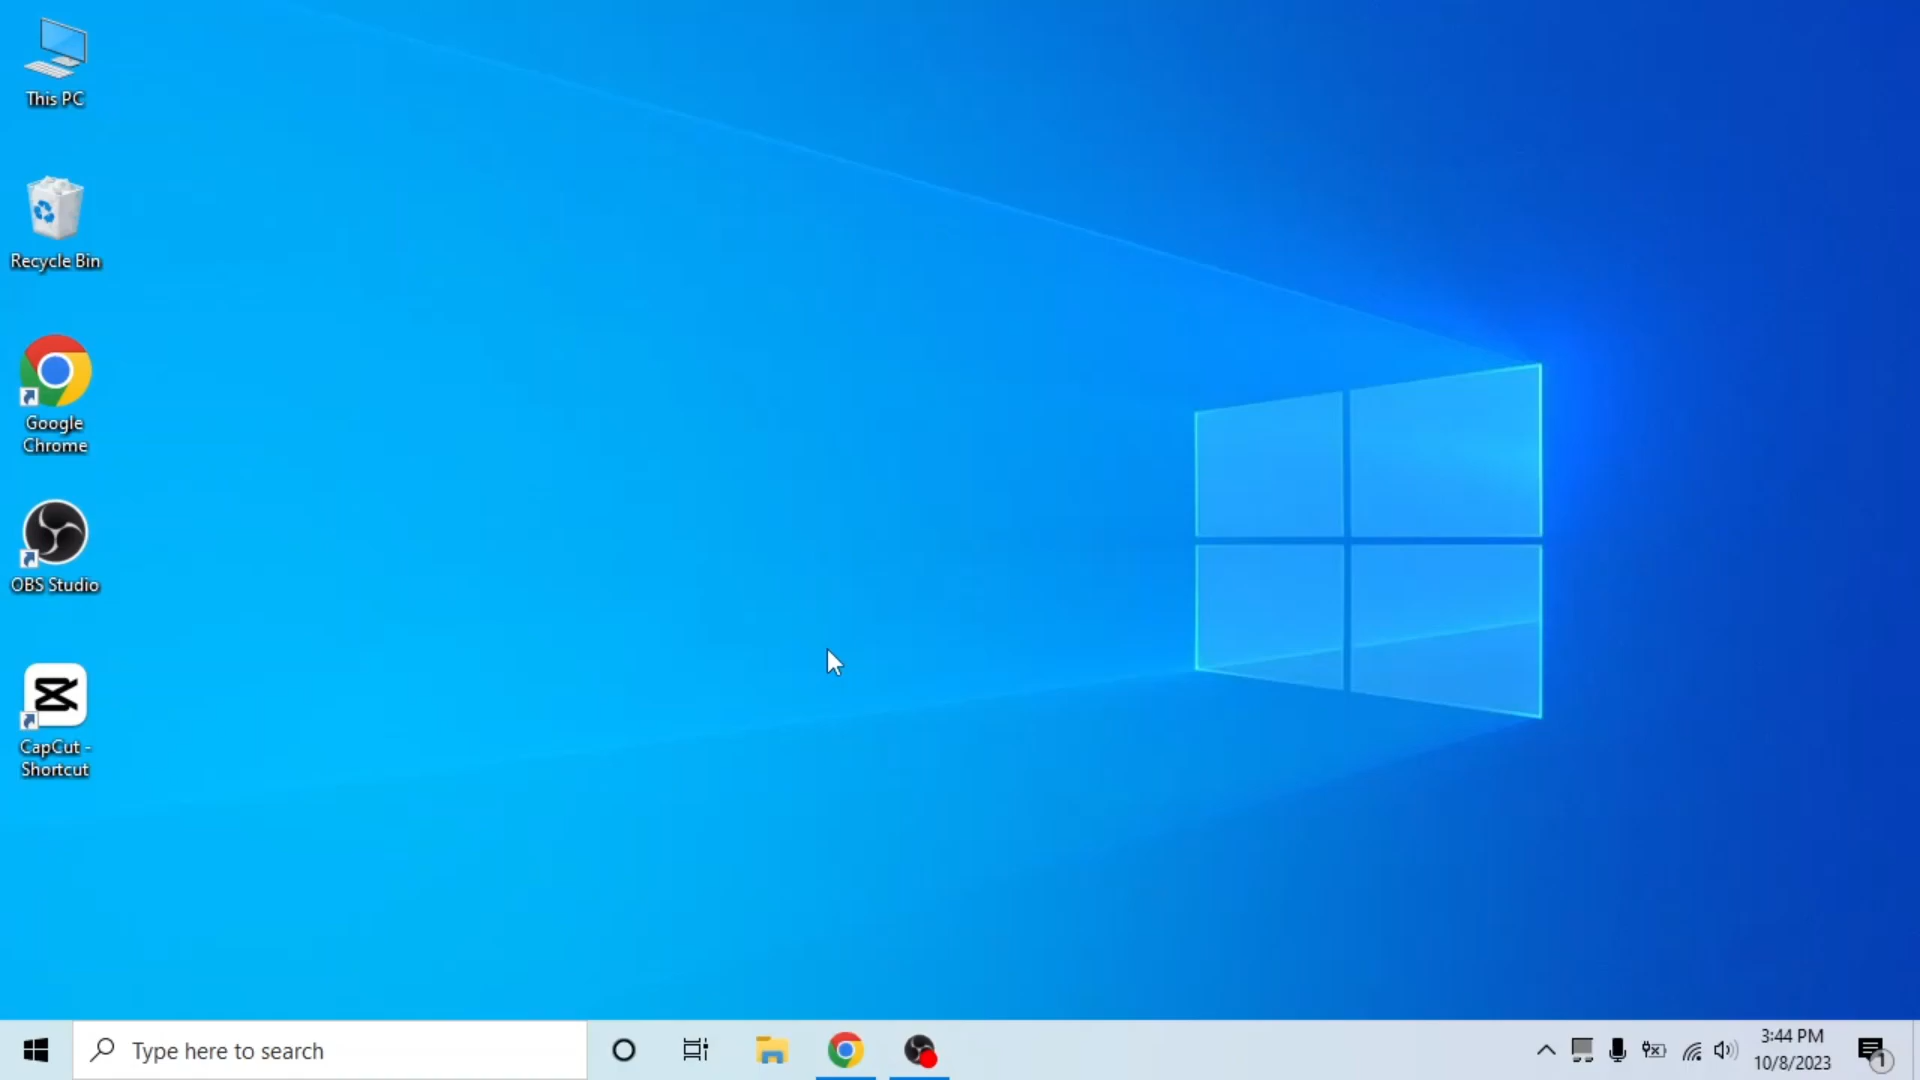 This PC
Recycle Bin
Google
Chrome
OBS Studio
CapCut -
Shortcut
Type here to search
3:44 PM
10/8/2023
1